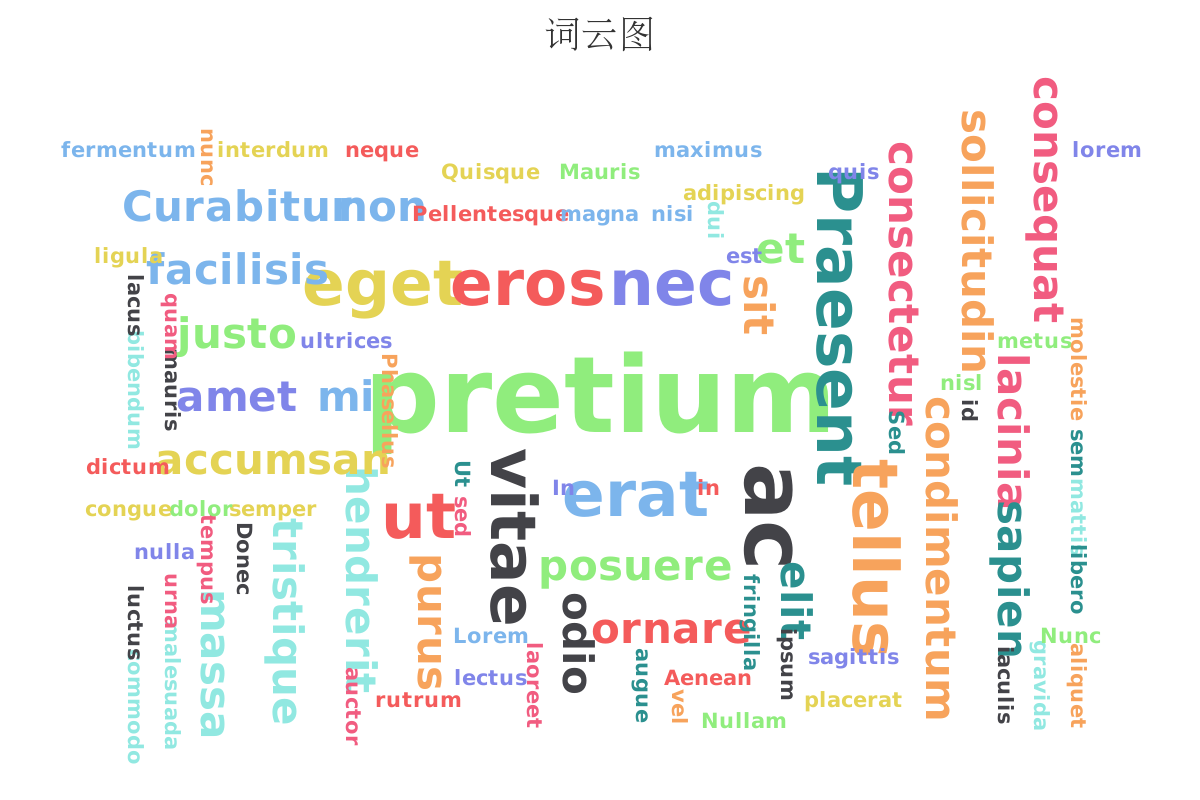 词云图
consequat
sollicitudin
fermentum
nunc
interdum
neque
maximus
consectetur
lorem
Quisque
Mauris
quis
Praesent
adipiscing
Curabitur
non
Pellentesque
magna
nisi
dui
ligula
facilisis
est
et
eget
eros
nec
sit
lacus
quam
justo
ultrices
metus
molestie
bibendum
mauris
amet
mi
Phasellus
pretium
nisl
id
lacinia
condimentum
Sed
dictum
accumsan
hendrerit
Ut
vitae
In
erat
in
ac
tellus
sem
mattis
congue
dolor
semper
ut
sed
sapien
nulla
tempus
Donec
tristique
purus
posuere
elit
libero
luctus
urna
massa
odio
fringilla
Lorem
ornare
ipsum
Nunc
commodo
malesuada
auctor
lectus
laoreet
augue
Aenean
sagittis
iaculis
gravida
aliquet
rutrum
vel
Nullam
placerat